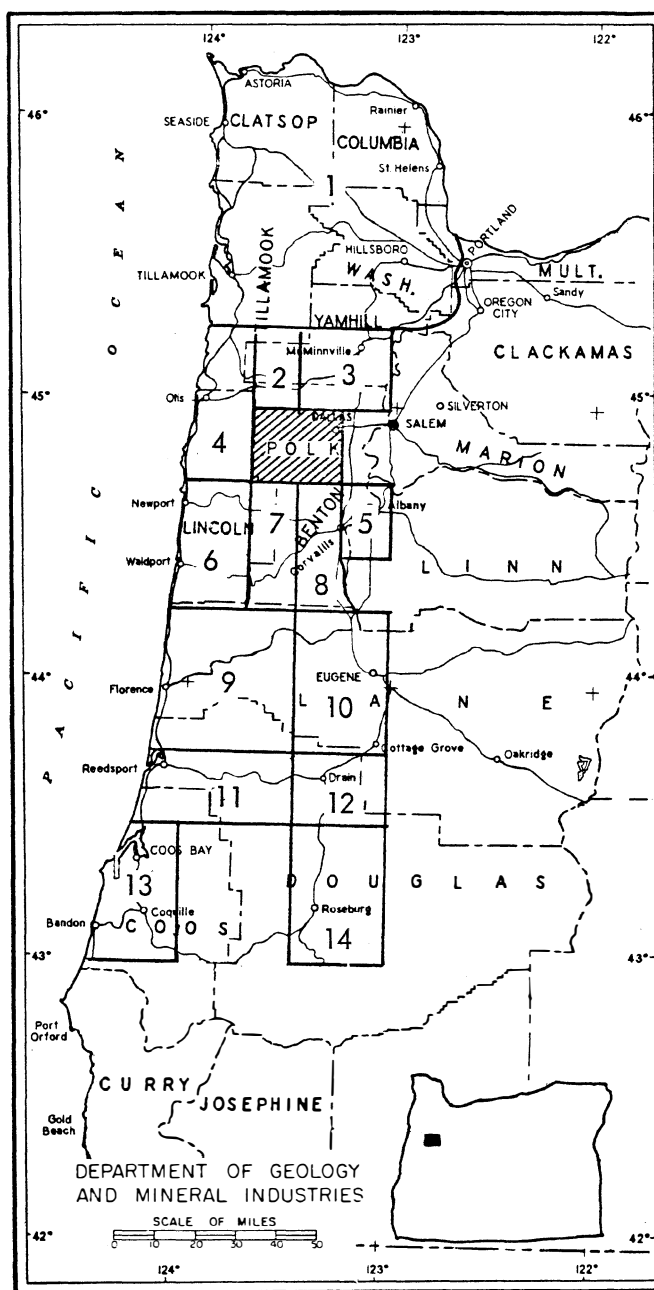 124°
123°
122°
46°
46°
ASTORIA
Rainier
SEASIDE
CLATSOP
COLUMBIA
St. Helens
1
PACIFIC OCEAN
TILLAMOOK
PORTLAND
HILLSBORO
WASH.
MULT.
TILLAMOOK
Sandy
OREGON CITY
YAMHILL
McMinnville
CLACKAMAS
2
3
45°
45°
Otis
SILVERTON
DALLAS
SALEM
4
POLK
MARION
Newport
Albany
LINCOLN
7
BENTON
5
Waldport
6
Corvallis
8
LINN
44°
44°
EUGENE
Florence
9
LANE
10
Cottage Grove
Oakridge
Reedsport
Drain
11
12
COOS BAY
13
DOUGLAS
Coquille
Roseburg
Bandon
COOS
14
43°
43°
Port Orford
CURRY
JOSEPHINE
Gold Beach
DEPARTMENT OF GEOLOGY
AND MINERAL INDUSTRIES
SCALE OF MILES
0 10 20 30 40 50
42°
42°
124°
123°
122°